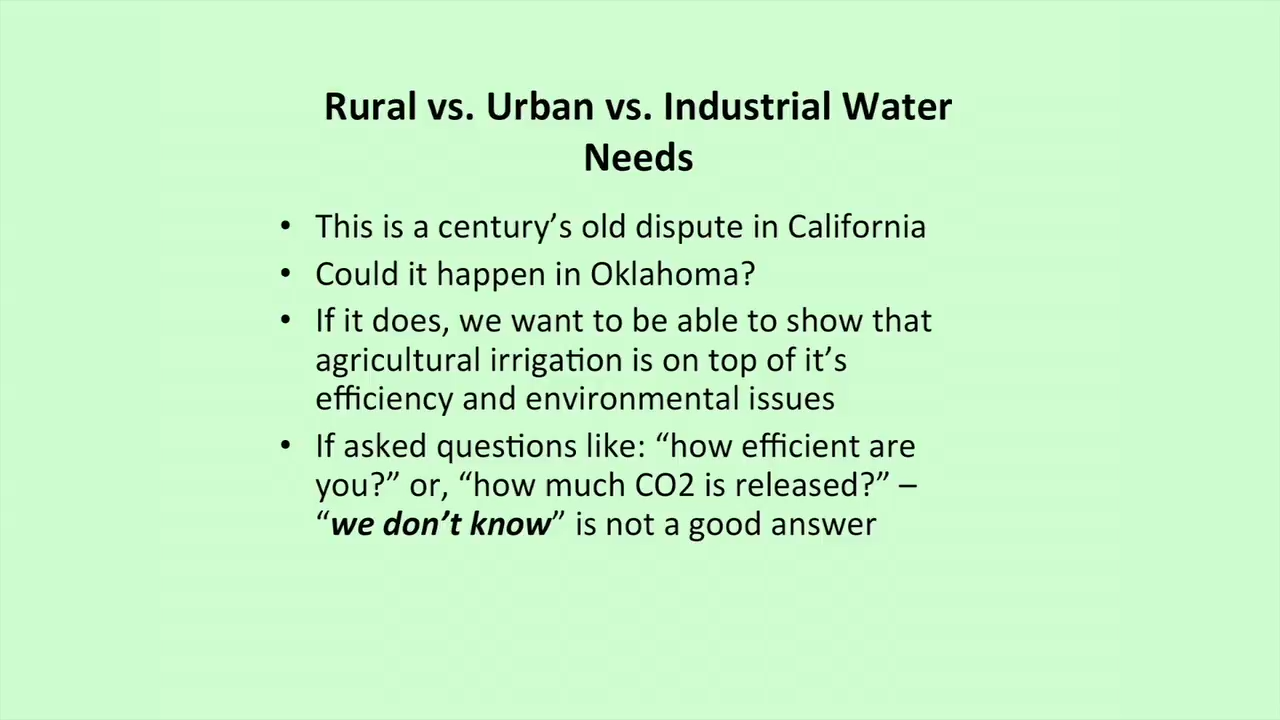 Rural vs. Urban vs. Industrial Water
Needs
• This is a century’s old dispute in California
• Could it happen in Oklahoma?
• If it does, we want to be able to show that
agricultural irrigation is on top of it’s
efficiency and environmental issues
• If asked questions like: “how efficient are
you?” or, “how much CO2 is released?” –
“we don’t know” is not a good answer